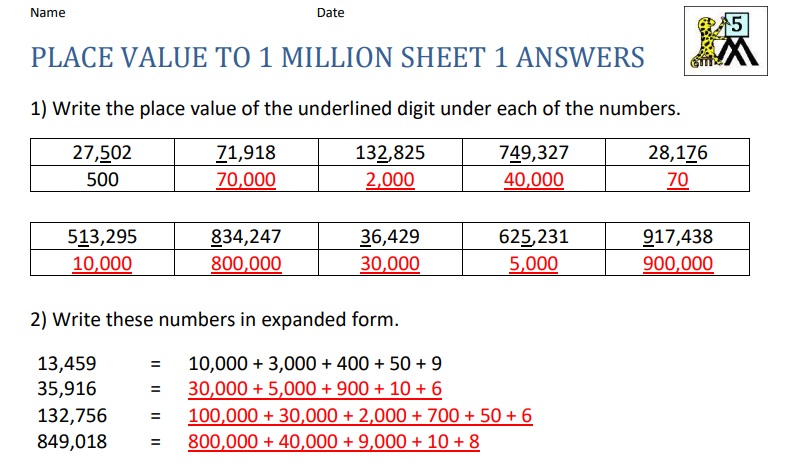 Name Date
5
PLACE VALUE TO 1 MILLION SHEET 1 ANSWERS
1) Write the place value of the underlined digit under each of the numbers.
27,502 71,918 132,825 749,327 28,176
500 70,000 2,000 40,000 70
513,295 834,247 36,429 625,231 917,438
10,000 800,000 30,000 5,000 900,000
2) Write these numbers in expanded form.
13,459 = 10,000 + 3,000 + 400 + 50 + 9
35,916 = 30,000 + 5,000 + 900 + 10 + 6
132,756 = 100,000 + 30,000 + 2,000 + 700 + 50 + 6
849,018 = 800,000 + 40,000 + 9,000 + 10 + 8